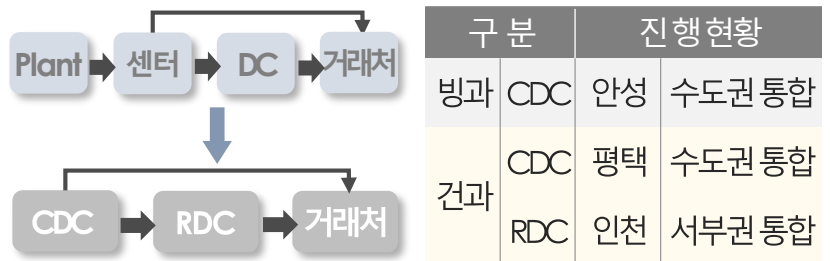 Plant 센터 DC 거래처
CDC RDC 거래처
구 분 진행현황
빙과 CDC 안성 수도권 통합
건과 CDC 평택 수도권 통합
RDC 인천 서부권 통합